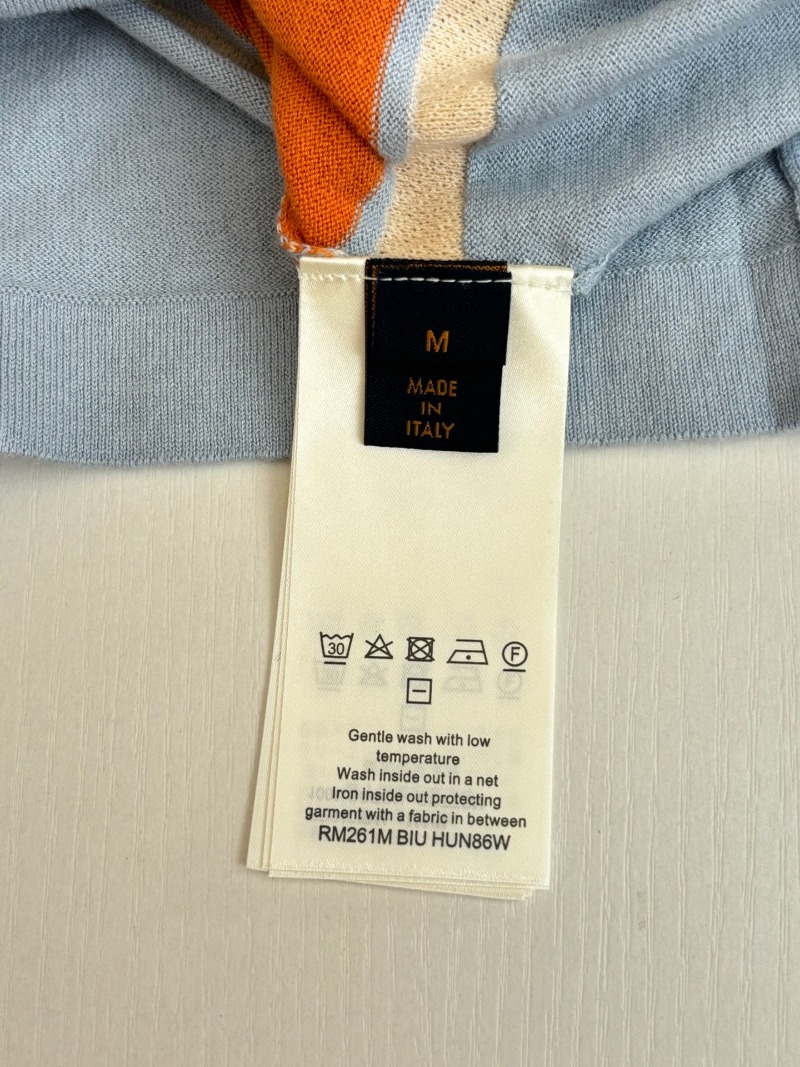 M
MADE
IN
ITALY
30
F
Gentle wash with low
temperature
Wash inside out in a net
Iron inside out protecting
garment with a fabric in between
RM261M BIU HUN86W